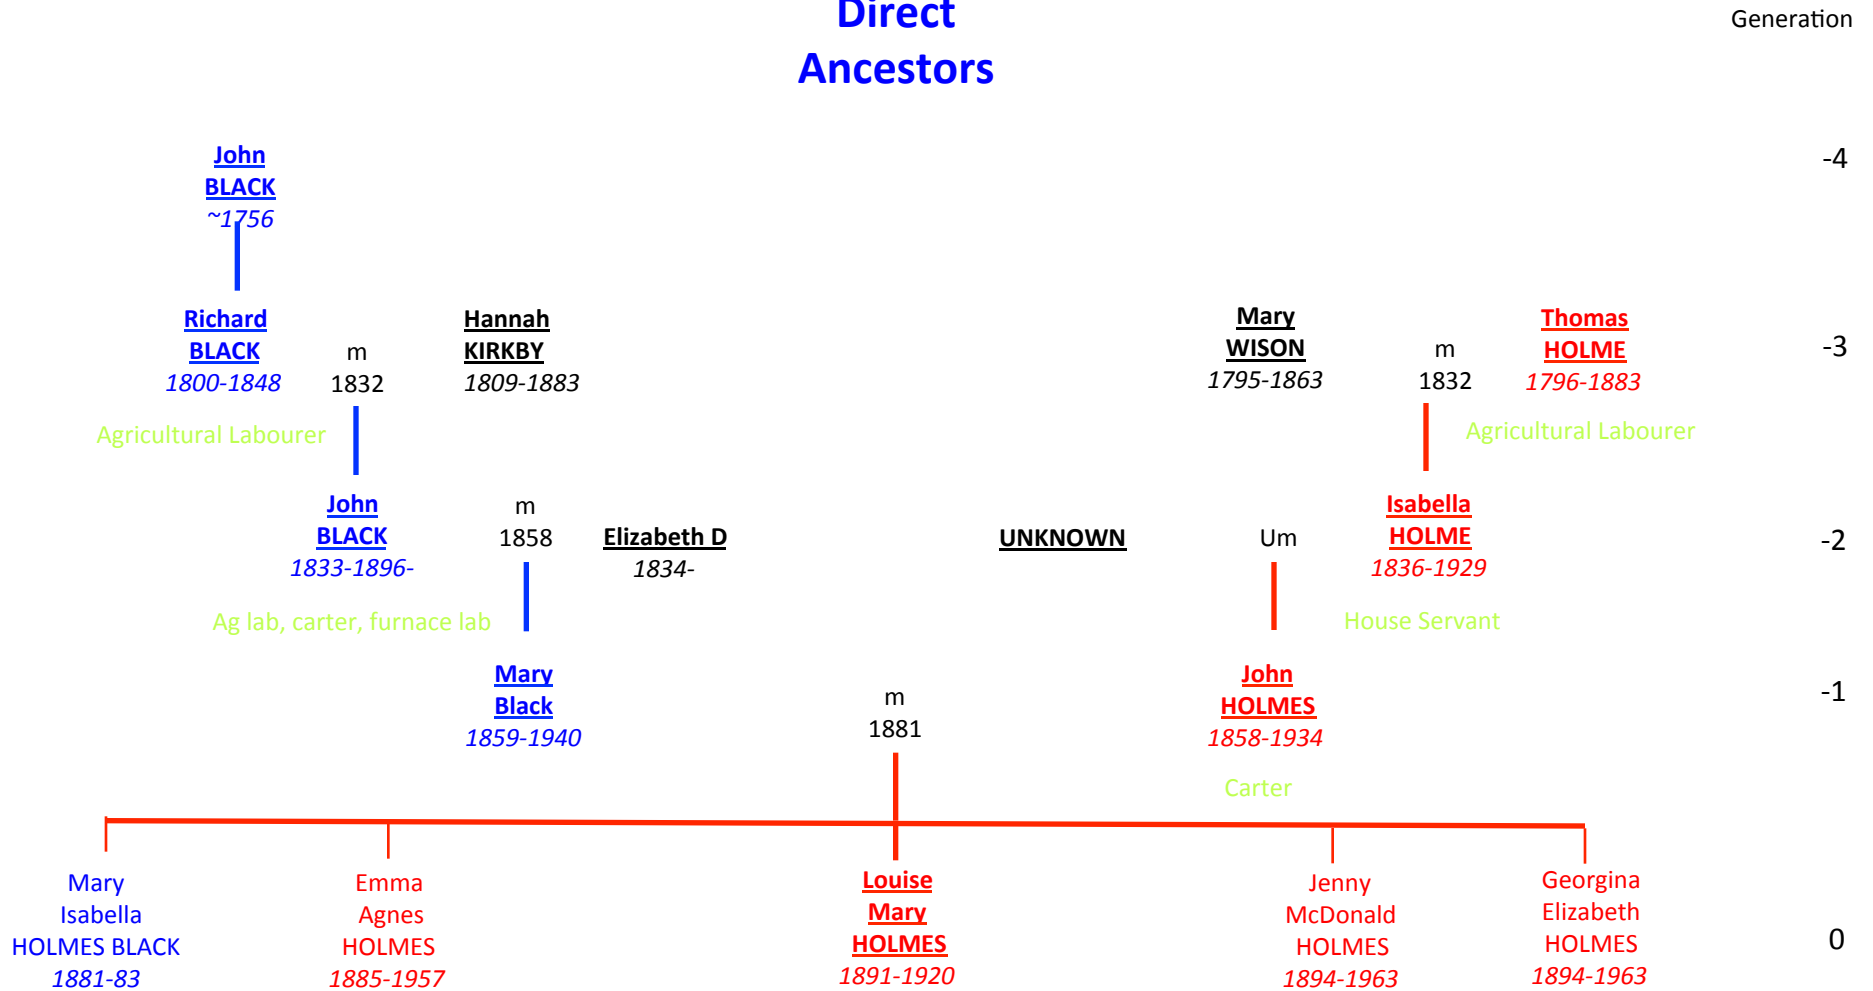 Direct
Ancestors
Generation
John
BLACK
~1756
-4
Richard
BLACK
1800-1848
m
1832
Hannah
KIRKBY
1809-1883
Mary
WISON
1795-1863
m
1832
Thomas
HOLME
1796-1883
-3
Agricultural Labourer
Agricultural Labourer
John
BLACK
1833-1896-
m
1858
Elizabeth D
1834-
UNKNOWN
Um
Isabella
HOLME
1836-1929
-2
Ag lab, carter, furnace lab
House Servant
Mary
Black
1859-1940
m
1881
John
HOLMES
1858-1934
-1
Carter
Mary
Isabella
HOLMES BLACK
1881-83
Emma
Agnes
HOLMES
1885-1957
Louise
Mary
HOLMES
1891-1920
Jenny
McDonald
HOLMES
1894-1963
Georgina
Elizabeth
HOLMES
1894-1963
0